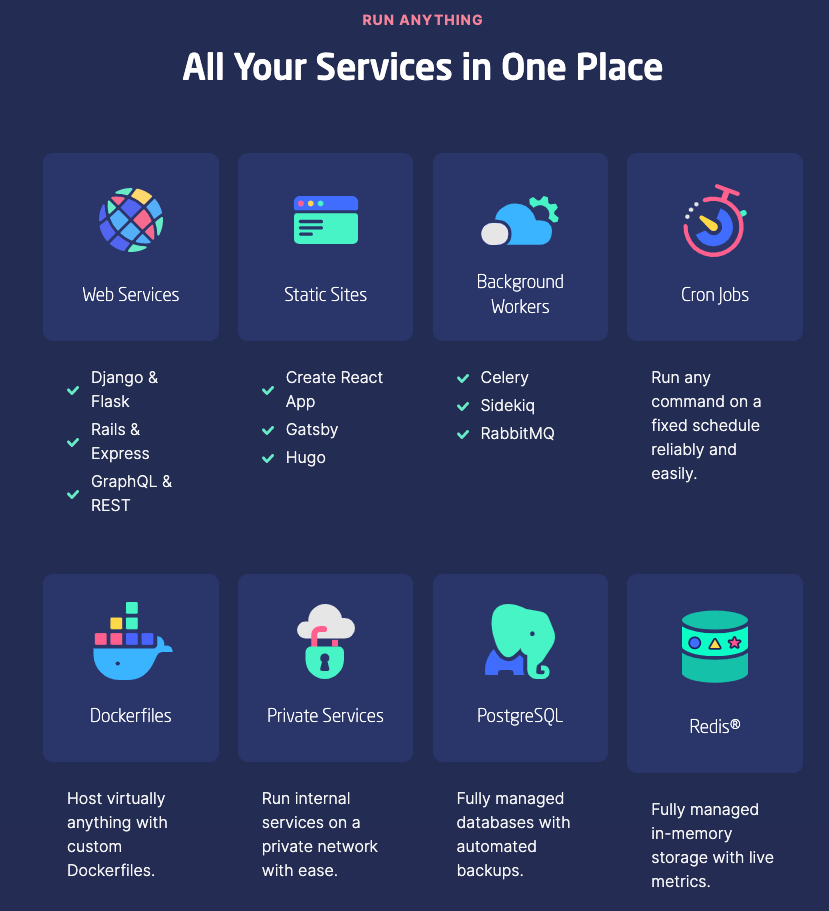 RUN ANYTHING
All Your Services in One Place
Web Services
Django &
Flask
Rails &
Express
GraphQL &
REST
Static Sites
Create React
App
Gatsby
Hugo
Background
Workers
Celery
Sidekiq
RabbitMQ
Cron Jobs
Run any
command on a
fixed schedule
reliably and
easily.
Dockerfiles
Host virtually
anything with
custom
Dockerfiles.
Private Services
Run internal
services on a
private network
with ease.
PostgreSQL
Fully managed
databases with
automated
backups.
Redis®
Fully managed
in-memory
storage with live
metrics.